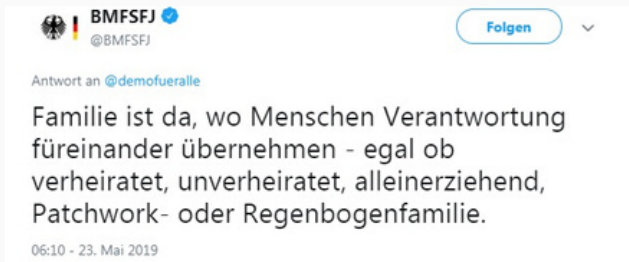 BMFSFJ
@BMFSFJ
Folgen
Antwort an @demofueralle
Familie ist da, wo Menschen Verantwortung
füreinander übernehmen - egal ob
verheiratet, unverheiratet, alleinerziehend,
Patchwork- oder Regenbogenfamilie.
06:10 - 23. Mai 2019